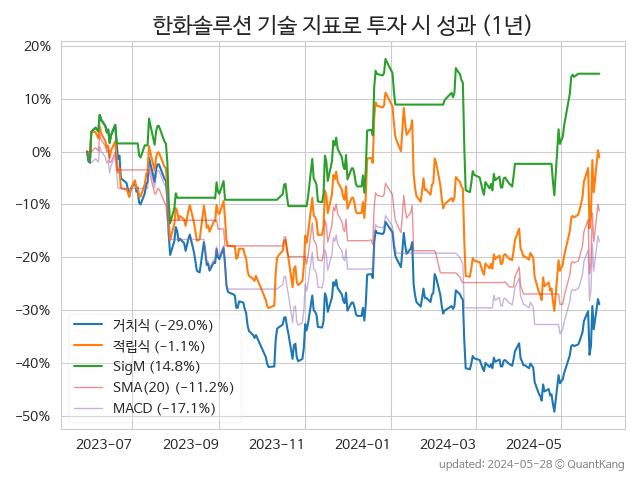 한화솔루션 기술 지표로 투자 시 성과 (1년)
20%
10%
0%
−10%
−20%
−30%
−40%
−50%
거치식 (−29.0%)
적립식 (−1.1%)
SigM (14.8%)
SMA(20) (−11.2%)
MACD (−17.1%)
2023−07 2023−09 2023−11 2024−01 2024−03 2024−05
updated: 2024-05-28 © QuantKang